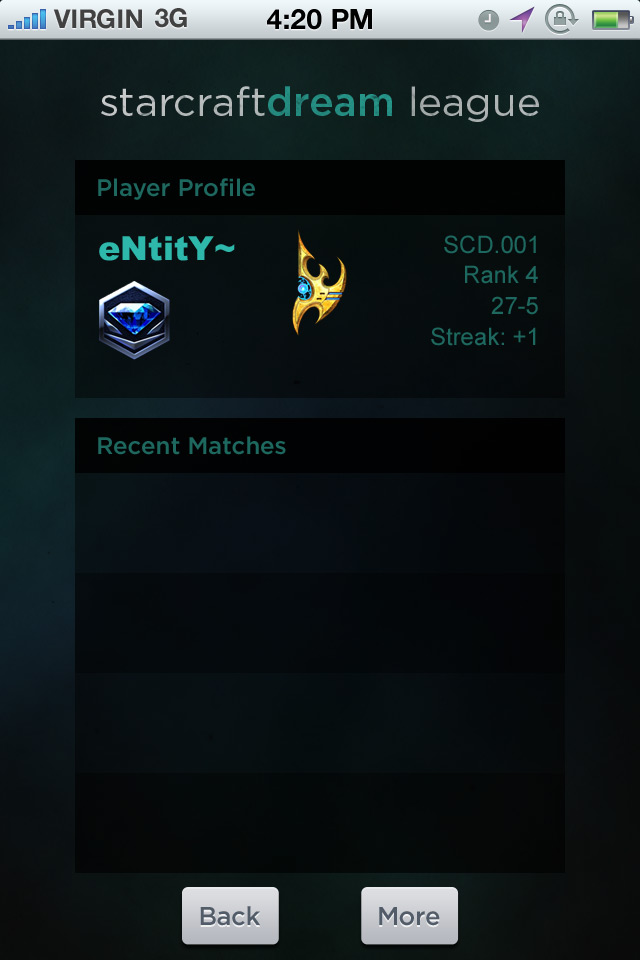 VIRGIN 3G 4:20 PM
starcraftdream league
Player Profile
eNtitY~
SCD.001
Rank 4
27-5
Streak: +1
Recent Matches
Back More